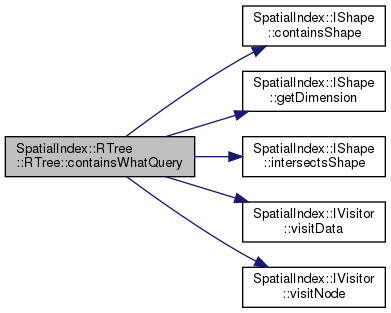 SpatialIndex::IShape
::containsShape
SpatialIndex::IShape
::getDimension
SpatialIndex::RTree
::RTree::containsWhatQuery
SpatialIndex::IShape
::intersectsShape
SpatialIndex::IVisitor
::visitData
SpatialIndex::IVisitor
::visitNode